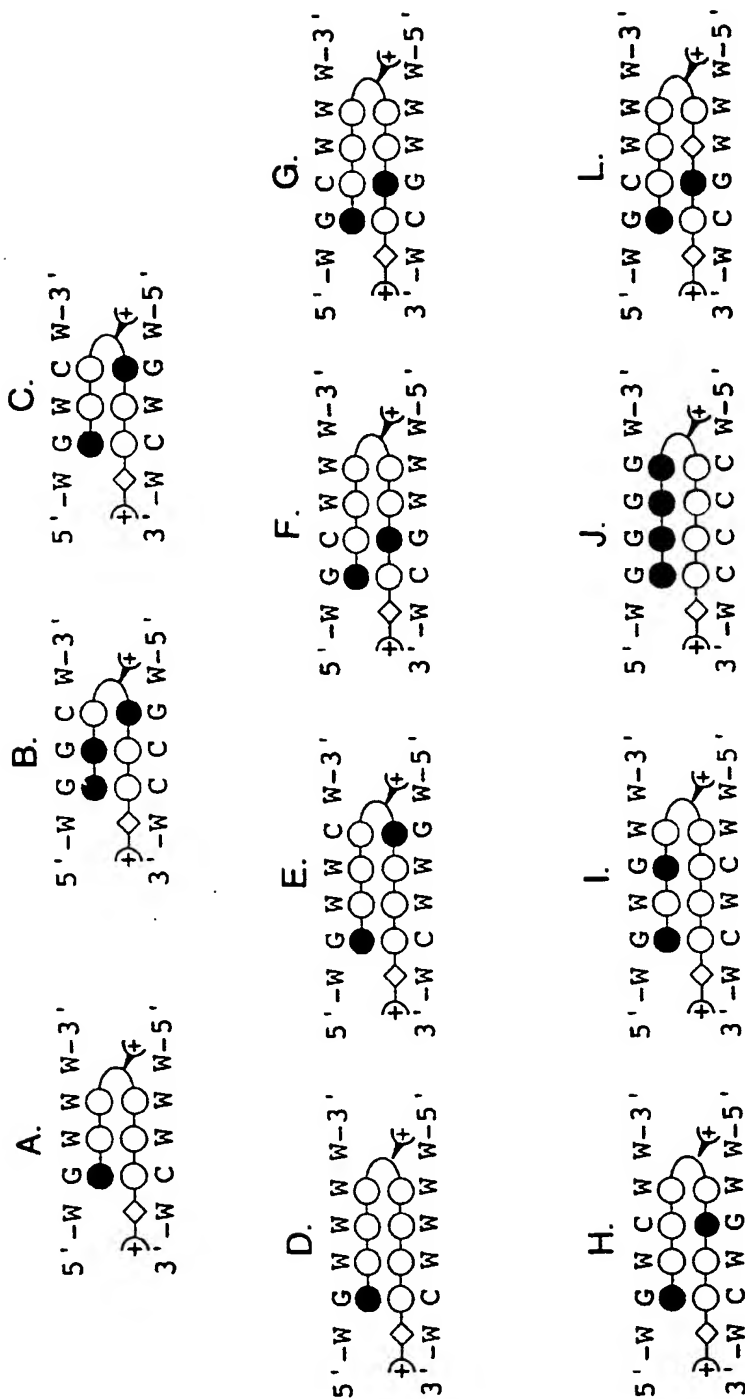 A.
5'-W G W W W-3'
+ +
3'-W C W W W-5'
B.
5'-W G G C W-3'
+ +
3'-W C C G W-5'
C.
5'-W G W C W-3'
+ +
3'-W C W G W-5'
D.
5'-W G W W W W-3'
+ +
3'-W C W W W W-5'
E.
5'-W G W W C W-3'
+ +
3'-W C W W G W-5'
F.
5'-W G C W W W-3'
+ +
3'-W C G W W W-5'
G.
5'-W G C W W W-3'
+ +
3'-W C G W W W-5'
H.
5'-W G W C W W-3'
+ +
3'-W C W G W W-5'
I.
5'-W G W G W W-3'
+ +
3'-W C W C W W-5'
J.
5'-W G G G G W-3'
+ +
3'-W C C C C W-5'
L.
5'-W G C W W W-3'
+ +
3'-W C G W W W-5'